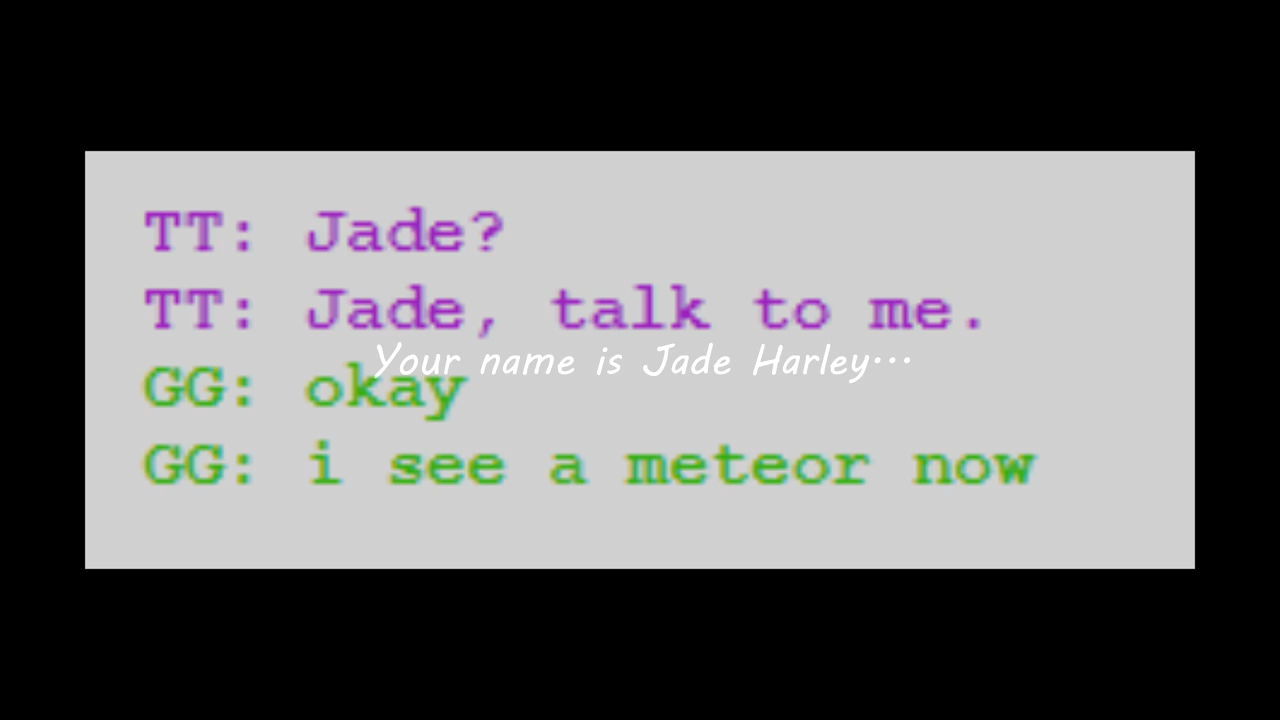 TT: Jade?
TT: Jade, talk to me.
Your name is Jade Harley...
GG: okay
GG: i see a meteor now